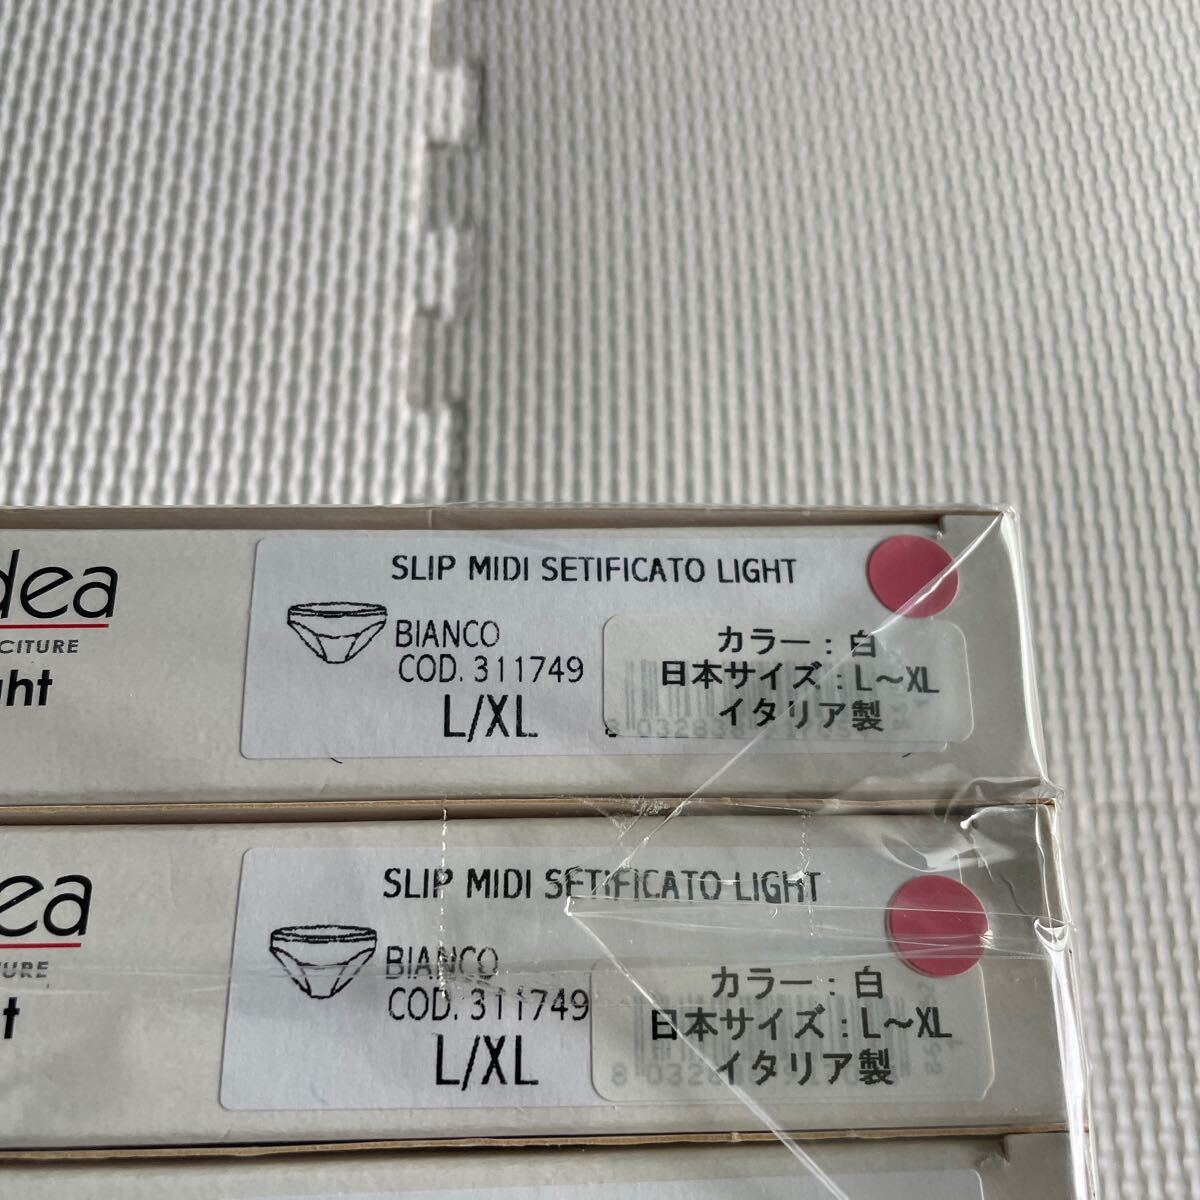 dea
CITURE
ght
SLIP MIDI SETIFICATO LIGHT
BIANCO
COD. 311749
L/XL
カラー：白
日本サイズ：L～XL
イタリア製
ea
TURE
t
SLIP MIDI SETIFICATO LIGHT
BIANCO
COD. 311749
L/XL
カラー：白
日本サイズ：L～XL
イタリア製